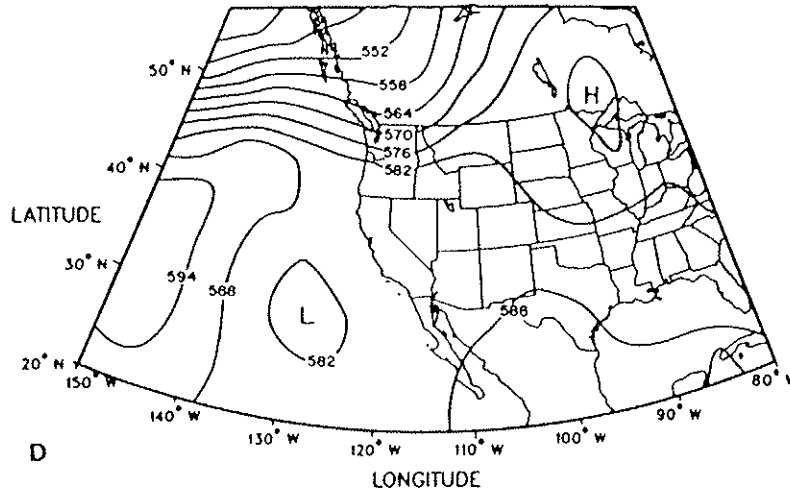 552
50° N
558
H
564
570
576
40° N
582
LATITUDE
30° N
594
588
588
L
20° N
582
150° W
80° W
140° W
90° W
130° W
100° W
120° W
110° W
D
LONGITUDE